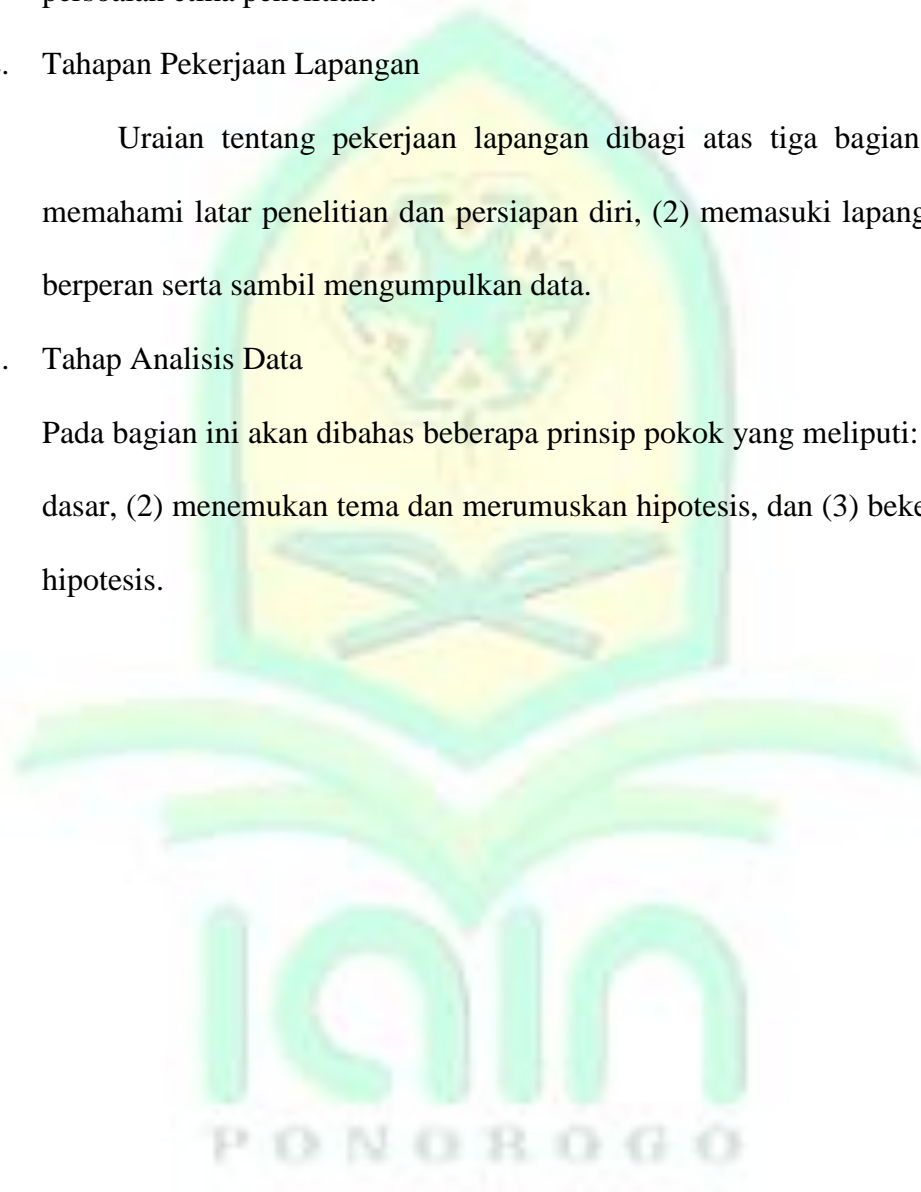 persoalan etika penelitian.
. Tahapan Pekerjaan Lapangan
Uraian tentang pekerjaan lapangan dibagi atas tiga bagian
memahami latar penelitian dan persiapan diri, (2) memasuki
berperan serta sambil mengumpulkan data.
. Tahap Analisis Data
Pada bagian ini akan dibahas beberapa prinsip pokok yang meliputi:
dasar, (2) menemukan tema dan merumuskan hipotesis, dan (3)
hipotesis.
iain
PONOROGO